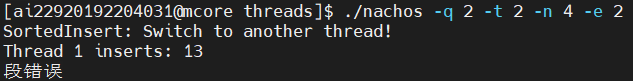 [ai22920192204031@mcore threads]$ ./nachos -q 2 -t 2 -n 4 -e 2
SortedInsert: Switch to another thread!
Thread 1 inserts: 13
段错误